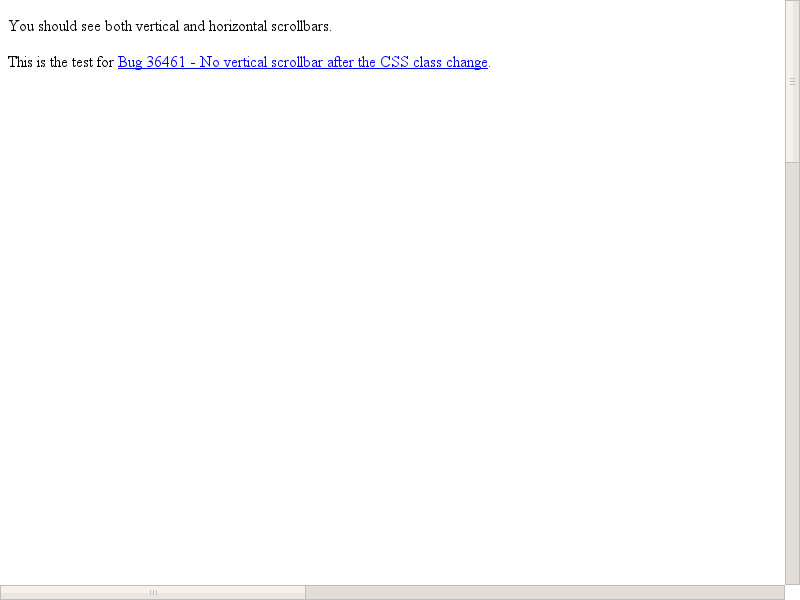 You should see both vertical and horizontal scrollbars.
This is the test for Bug 36461 - No vertical scrollbar after the CSS class change.